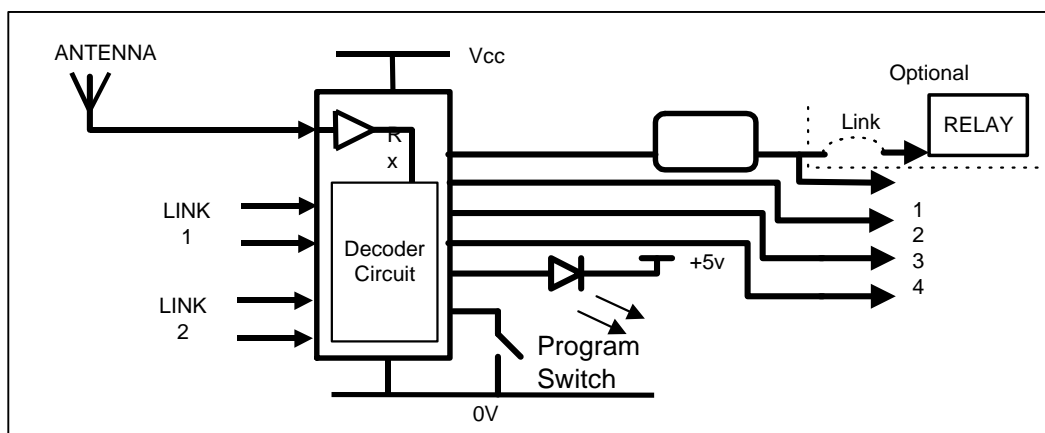 ANTENNA
Vcc
Optional
Link
RELAY
R
x
LINK
1
Decoder
Circuit
1
2
3
4
+5v
LINK
2
Program
Switch
0V